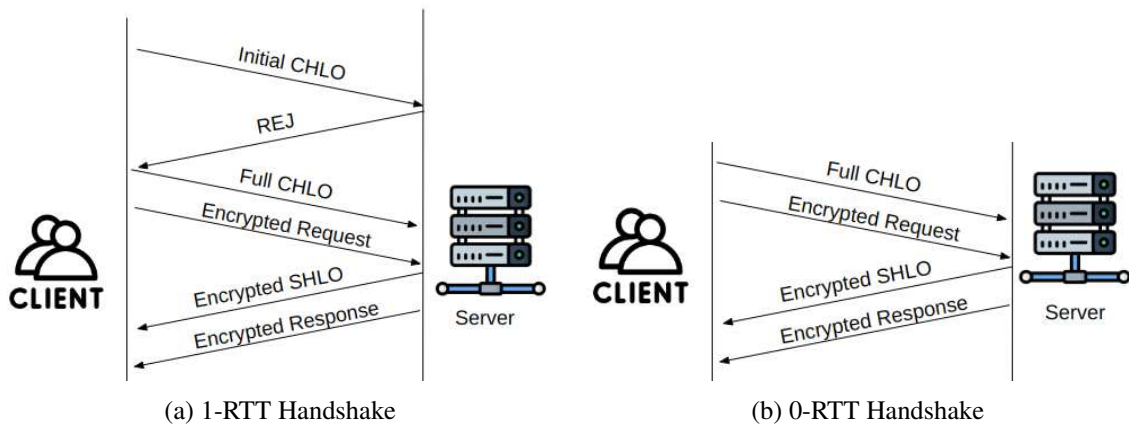 Initial CHLO
REJ
Full CHLO
Encrypted Request
Encrypted SHLO
Encrypted Response
CLIENT
Server
(a) 1-RTT Handshake
Full CHLO
Encrypted Request
Encrypted SHLO
Encrypted Response
CLIENT
Server
(b) 0-RTT Handshake